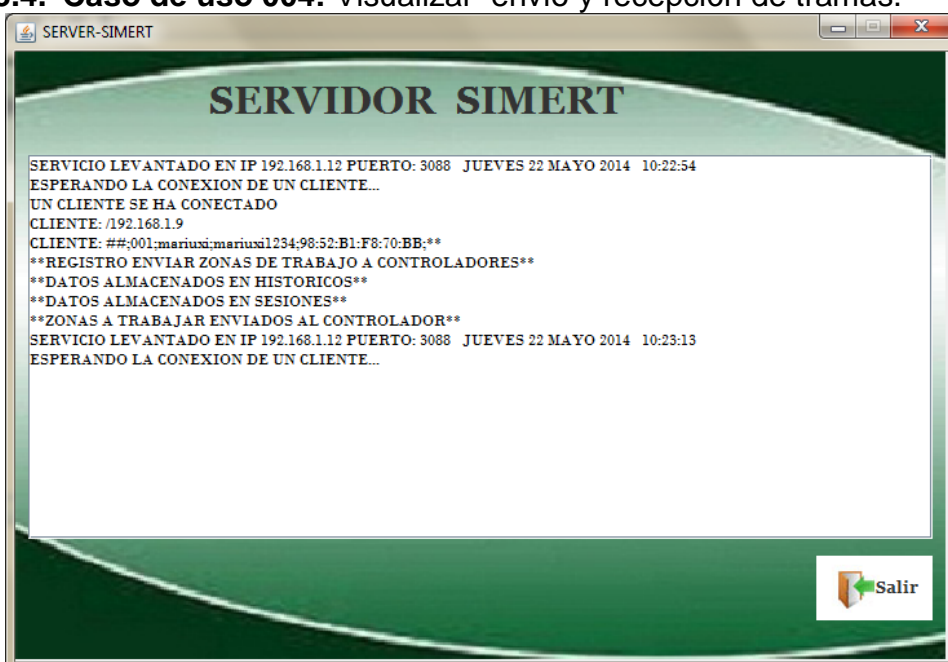 5.4. Caso de uso 004: Visualizar envío y recepción de tramas.
SERVER-SIMERT
SERVIDOR SIMERT
SERVICIO LEVANTADO EN IP 192.168.1.12 PUERTO: 3088 JUEVES 22 MAYO 2014 10:22:54
ESPERANDO LA CONEXION DE UN CLIENTE...
UN CLIENTE SE HA CONECTADO
CLIENTE: /192.168.1.9
CLIENTE: ##;001;mariuxi;mariuxi1234;98:52:B1:F8:70:BB;**
**REGISTRO ENVIAR ZONAS DE TRABAJO A CONTROLADORES**
**DATOS ALMACENADOS EN HISTORICOS**
**DATOS ALMACENADOS EN SESIONES**
**ZONAS A TRABAJAR ENVIADOS AL CONTROLADOR**
SERVICIO LEVANTADO EN IP 192.168.1.12 PUERTO: 3088 JUEVES 22 MAYO 2014 10:23:13
ESPERANDO LA CONEXION DE UN CLIENTE...
Salir